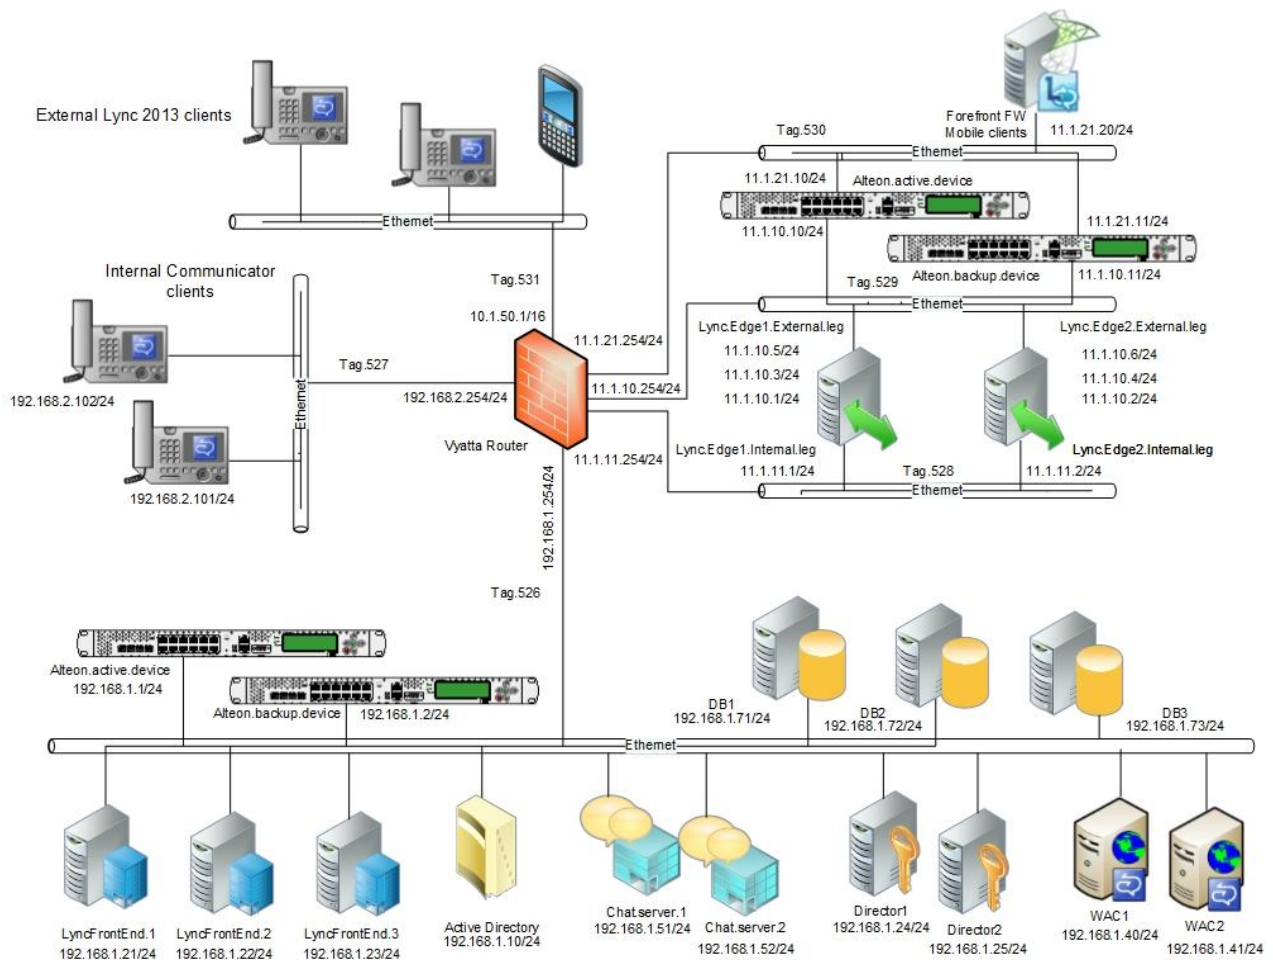 External Lync 2013 clients
Forefront FW
Mobile clients
11.1.21.20/24
Tag.530
Ethernet
11.1.21.10/24
Alteon.active.device
11.1.10.10/24
11.1.21.11/24
Alteon.backup.device
11.1.10.11/24
Ethernet
Tag.531
10.1.50.1/16
Internal Communicator
clients
Tag.529
Ethernet
Lync.Edge1.External.leg
11.1.10.5/24
11.1.10.3/24
11.1.10.1/24
Lync.Edge2.External.leg
11.1.10.6/24
11.1.10.4/24
11.1.10.2/24
11.1.21.254/24
11.1.10.254/24
11.1.11.254/24
Tag.527
192.168.2.254/24
Vyatta Router
192.168.2.102/24
Ethernet
192.168.2.101/24
Lync.Edge1.Internal.leg
11.1.11.1/24
Tag.528
Lync.Edge2.Internal.leg
11.1.11.2/24
Ethernet
192.168.1.254/24
Tag.526
Alteon.active.device
192.168.1.1/24
Alteon.backup.device
192.168.1.2/24
DB1
192.168.1.71/24
DB2
192.168.1.72/24
DB3
192.168.1.73/24
Ethernet
LyncFrontEnd.1
192.168.1.21/24
LyncFrontEnd.2
192.168.1.22/24
LyncFrontEnd.3
192.168.1.23/24
Active Directory
192.168.1.10/24
Chat.server.1
192.168.1.51/24
Chat.server.2
192.168.1.52/24
Director1
192.168.1.24/24
Director2
192.168.1.25/24
WAC1
192.168.1.40/24
WAC2
192.168.1.41/24